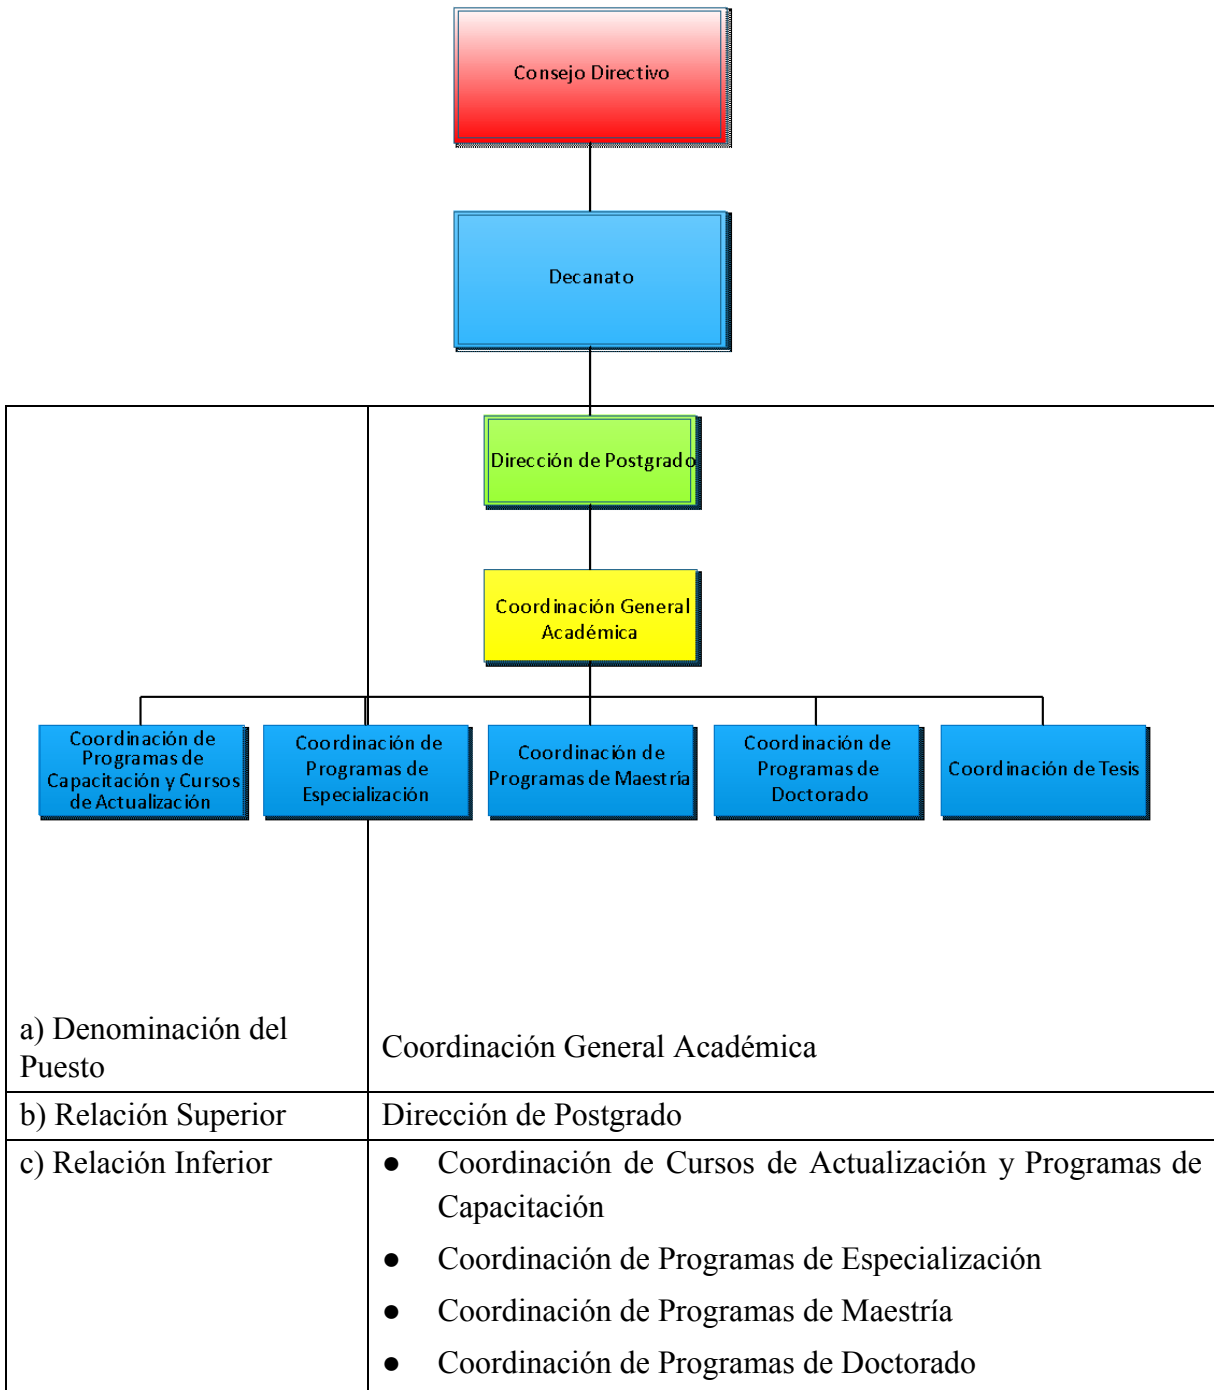 Consejo Directivo
Decanato
Dirección de Postgrado
Coordinación General
Académica
Coordinación de
Programas de
Capacitación y Cursos
de Actualización
Coordinación de
Programas de
Especialización
Coordinación de
Programas de Maestría
Coordinación de
Programas de
Doctorado
Coordinación de Tesis
a) Denominación del
Puesto
Coordinación General Académica
b) Relación Superior
Dirección de Postgrado
c) Relación Inferior
● Coordinación de Cursos de Actualización y Programas de
Capacitación
● Coordinación de Programas de Especialización
● Coordinación de Programas de Maestría
● Coordinación de Programas de Doctorado